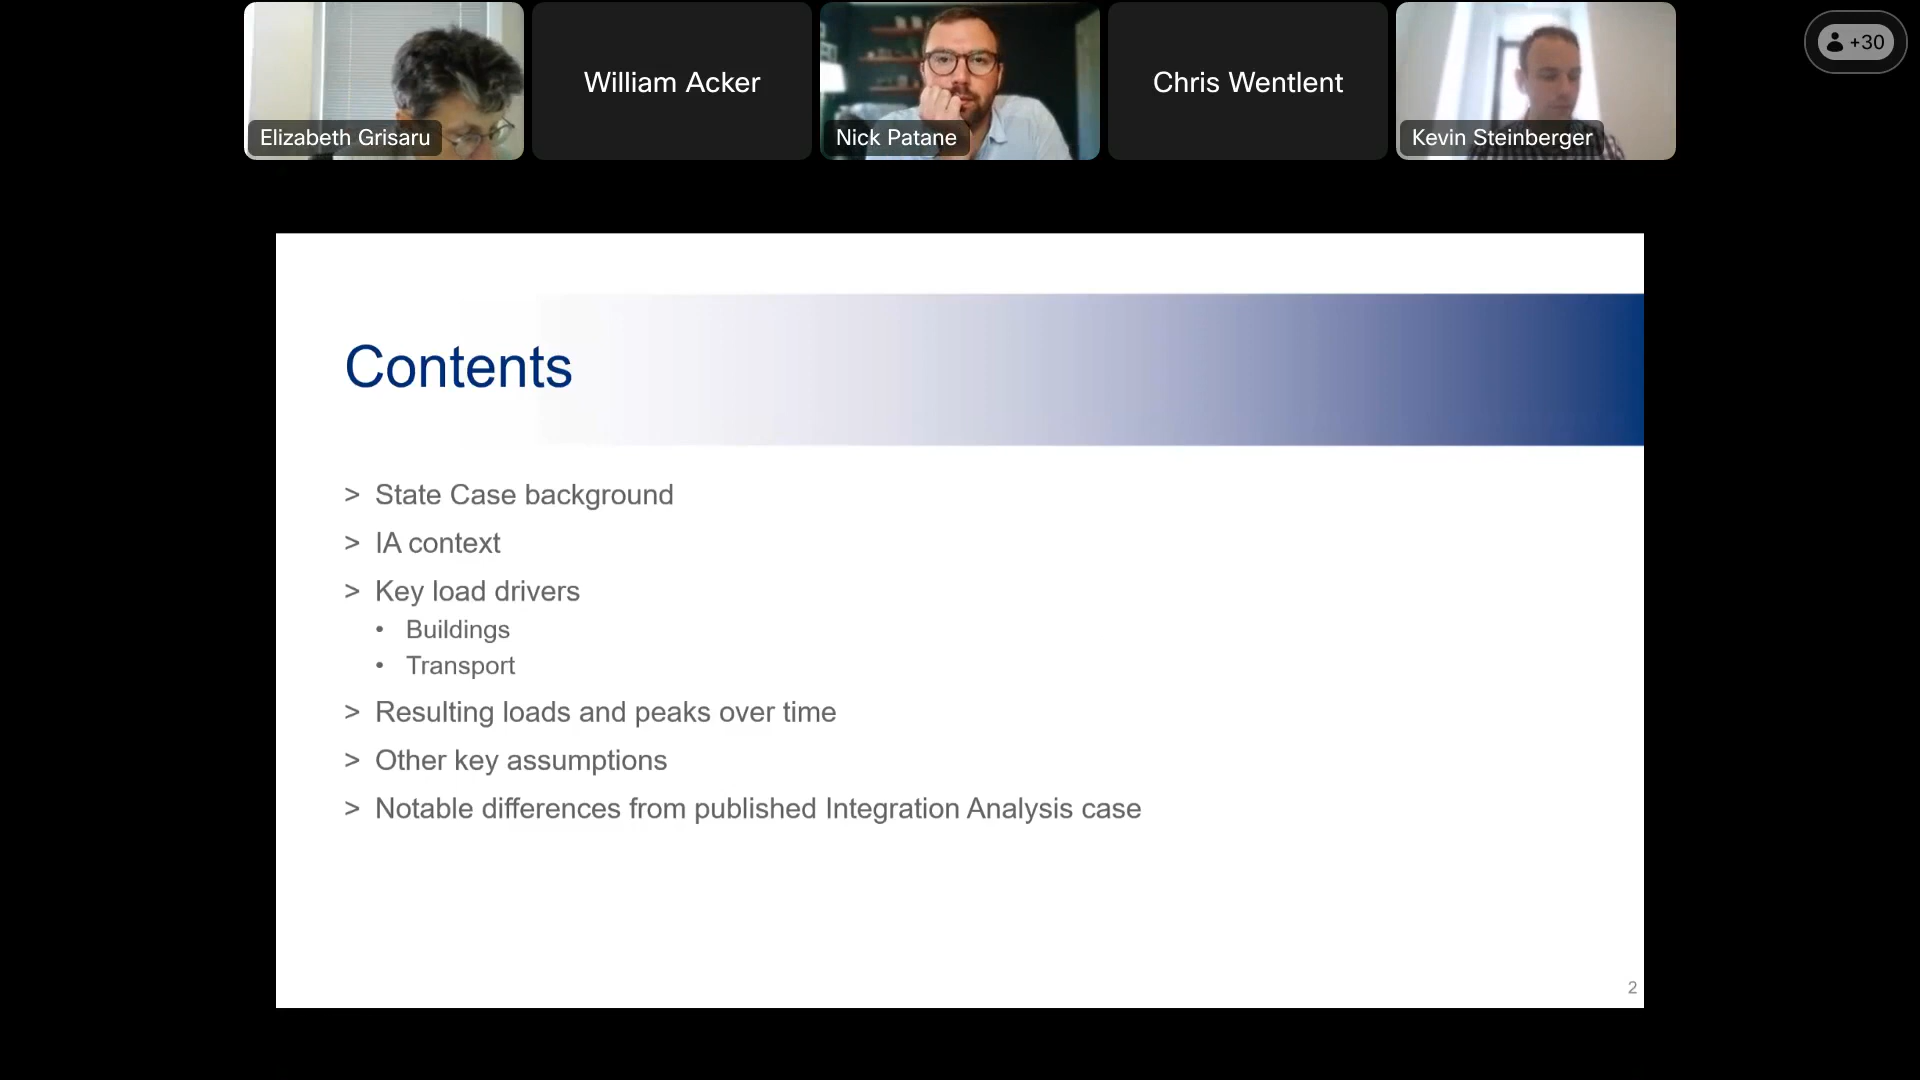 Elizabeth Grisaru
William Acker
Nick Patane
Chris Wentlent
Kevin Steinberger
+30
Contents
> State Case background
> IA context
> Key load drivers
• Buildings
• Transport
> Resulting loads and peaks over time
> Other key assumptions
> Notable differences from published Integration Analysis case
2